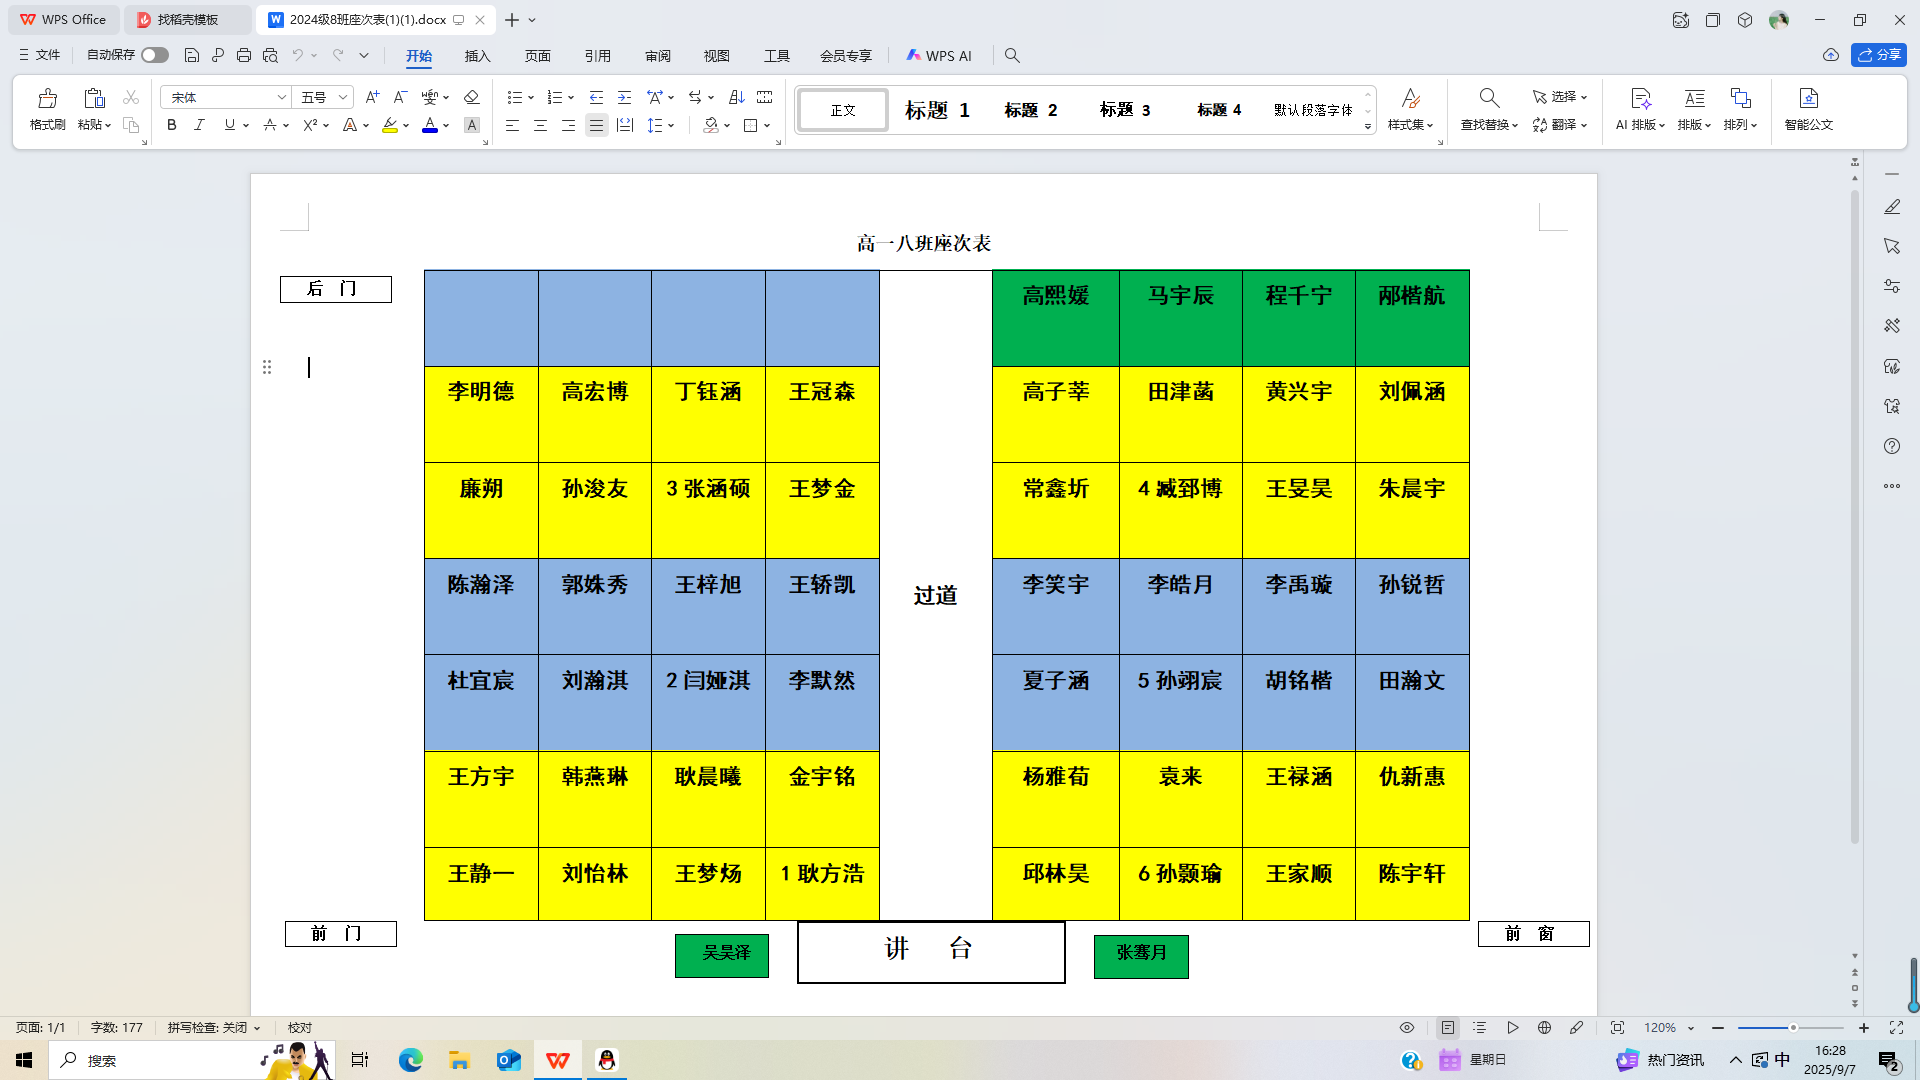 WPS Office
找稻壳模板
2024级8班座次表(1)(1).docx
文件
自动保存
开始
插入
页面
引用
审阅
视图
工具
会员专享
WPS AI
分享
格式刷
粘贴
宋体
五号
正文
标题 1
标题 2
标题 3
标题 4
默认段落字体
样式集
查找替换
选择
翻译
AI 排版
排版
排列
智能公文
高一八班座次表
后 门
高熙媛 马宇辰 程千宁 邴楷航
李明德 高宏博 丁钰涵 王冠森 高子莘 田津菡 黄兴宇 刘佩涵
廉朔 孙浚友 3 张涵硕 王梦金 常鑫圻 4 臧郅博 王旻昊 朱晨宇
陈瀚泽 郭姝秀 王梓旭 王轿凯 过道 李笑宇 李皓月 李禹璇 孙锐哲
杜宜宸 刘瀚淇 2 闫娅淇 李默然 夏子涵 5 孙翊宸 胡铭楷 田瀚文
王方宇 韩燕琳 耿晨曦 金宇铭 杨雅荀 袁来 王禄涵 仇新惠
王静一 刘怡林 王梦炀 1 耿方浩 邱林昊 6 孙颢瑜 王家顺 陈宇轩
前 门
吴昊泽
讲 台
张骞月
前 窗
页面: 1/1
字数: 177
拼写检查: 关闭
校对
120%
搜索
星期日
热门资讯
中
16:28
2025/9/7
2